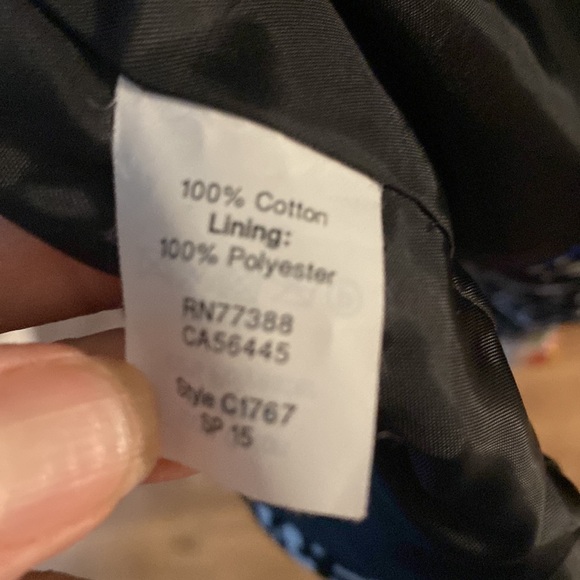 100% Cotton
Lining:
100% Polyester
RN77388
CA56445
Style C1767
SP 15